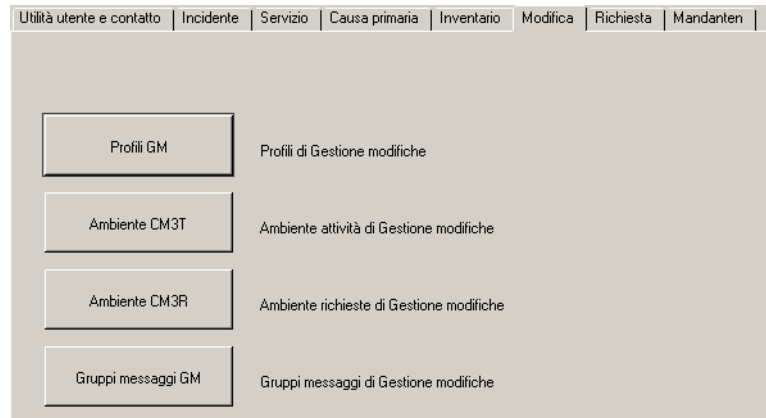 Utilità utente e contatto Incidente Servizio Causa primaria Inventario Modifica Richiesta Mandanten
Profili GM Profili di Gestione modifiche
Ambiente CM3T Ambiente attività di Gestione modifiche
Ambiente CM3R Ambiente richieste di Gestione modifiche
Gruppi messaggi GM Gruppi messaggi di Gestione modifiche